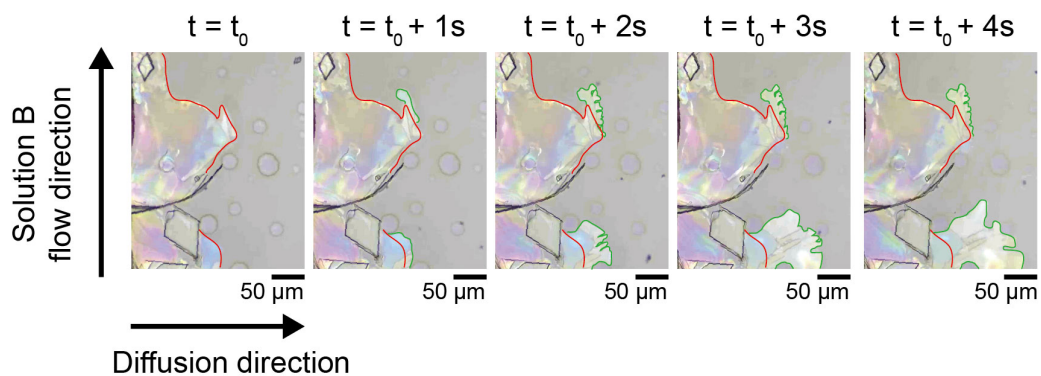 t = t₀
t = t₀ + 1s
t = t₀ + 2s
t = t₀ + 3s
t = t₀ + 4s
Solution B
flow direction
50 µm
50 µm
50 µm
50 µm
50 µm
Diffusion direction